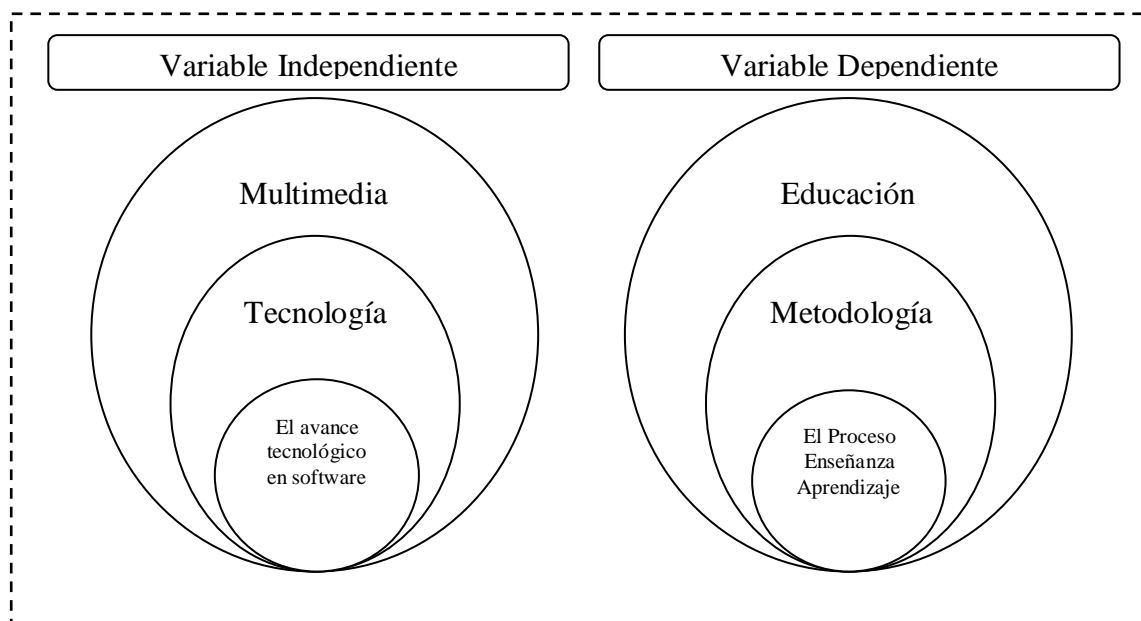 Variable Independiente
Variable Dependiente
Multimedia
Educación
Tecnología
Metodología
El avance
tecnológico
en software
El Proceso
Enseñanza
Aprendizaje